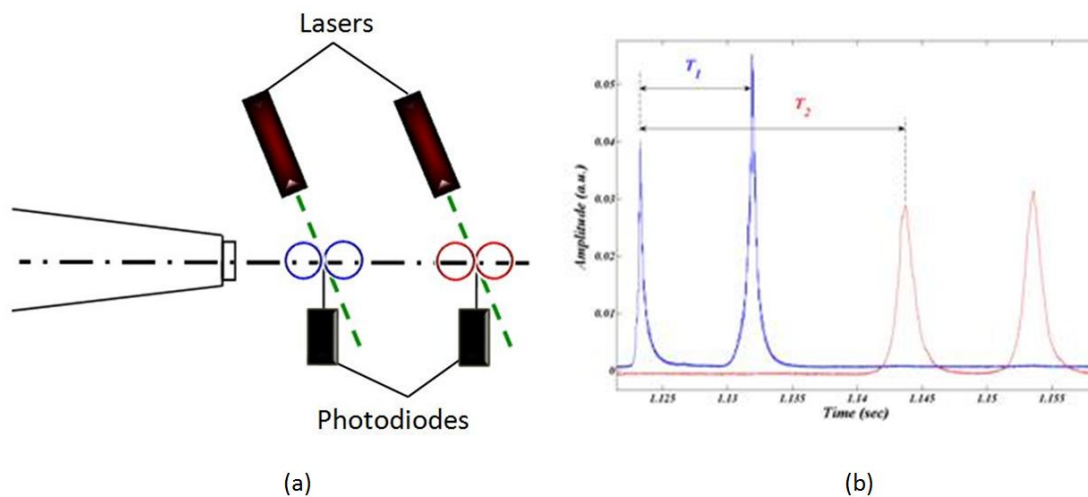 Lasers
Photodiodes
(a)
T1
T2
0.05
0.04
0.03
0.02
0.01
0
Amplitude (a.u.)
1.125
1.13
1.135
1.14
1.145
1.15
1.155
Time (sec)
(b)